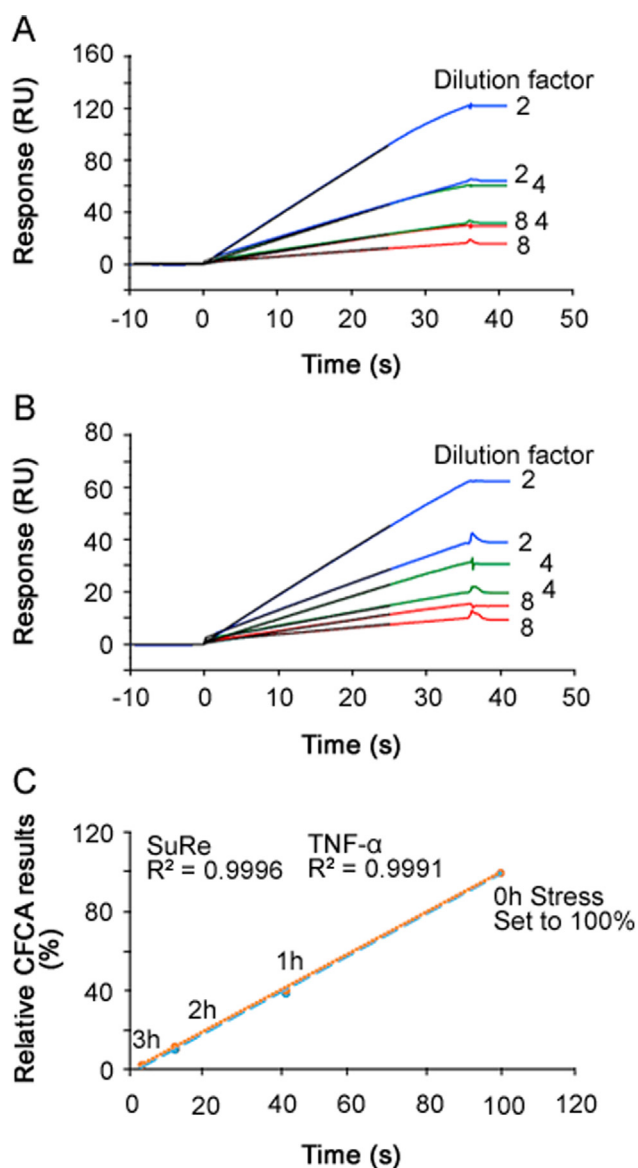 A
160
Dilution factor
120
2
80
2
4
40
8 4
8
0
-10 0 10 20 30 40 50
Response (RU)
Time (s)
B
80
Dilution factor
60
2
40
2
4
20
4
8
8
0
-10 0 10 20 30 40 50
Response (RU)
Time (s)
C
120
SuRe TNF-α
R² = 0.9996 R² = 0.9991
0h Stress
80
Set to 100%
1h
40
2h
3h
0
0 20 40 60 80 100 120
Relative CFCA results
(%)
Time (s)